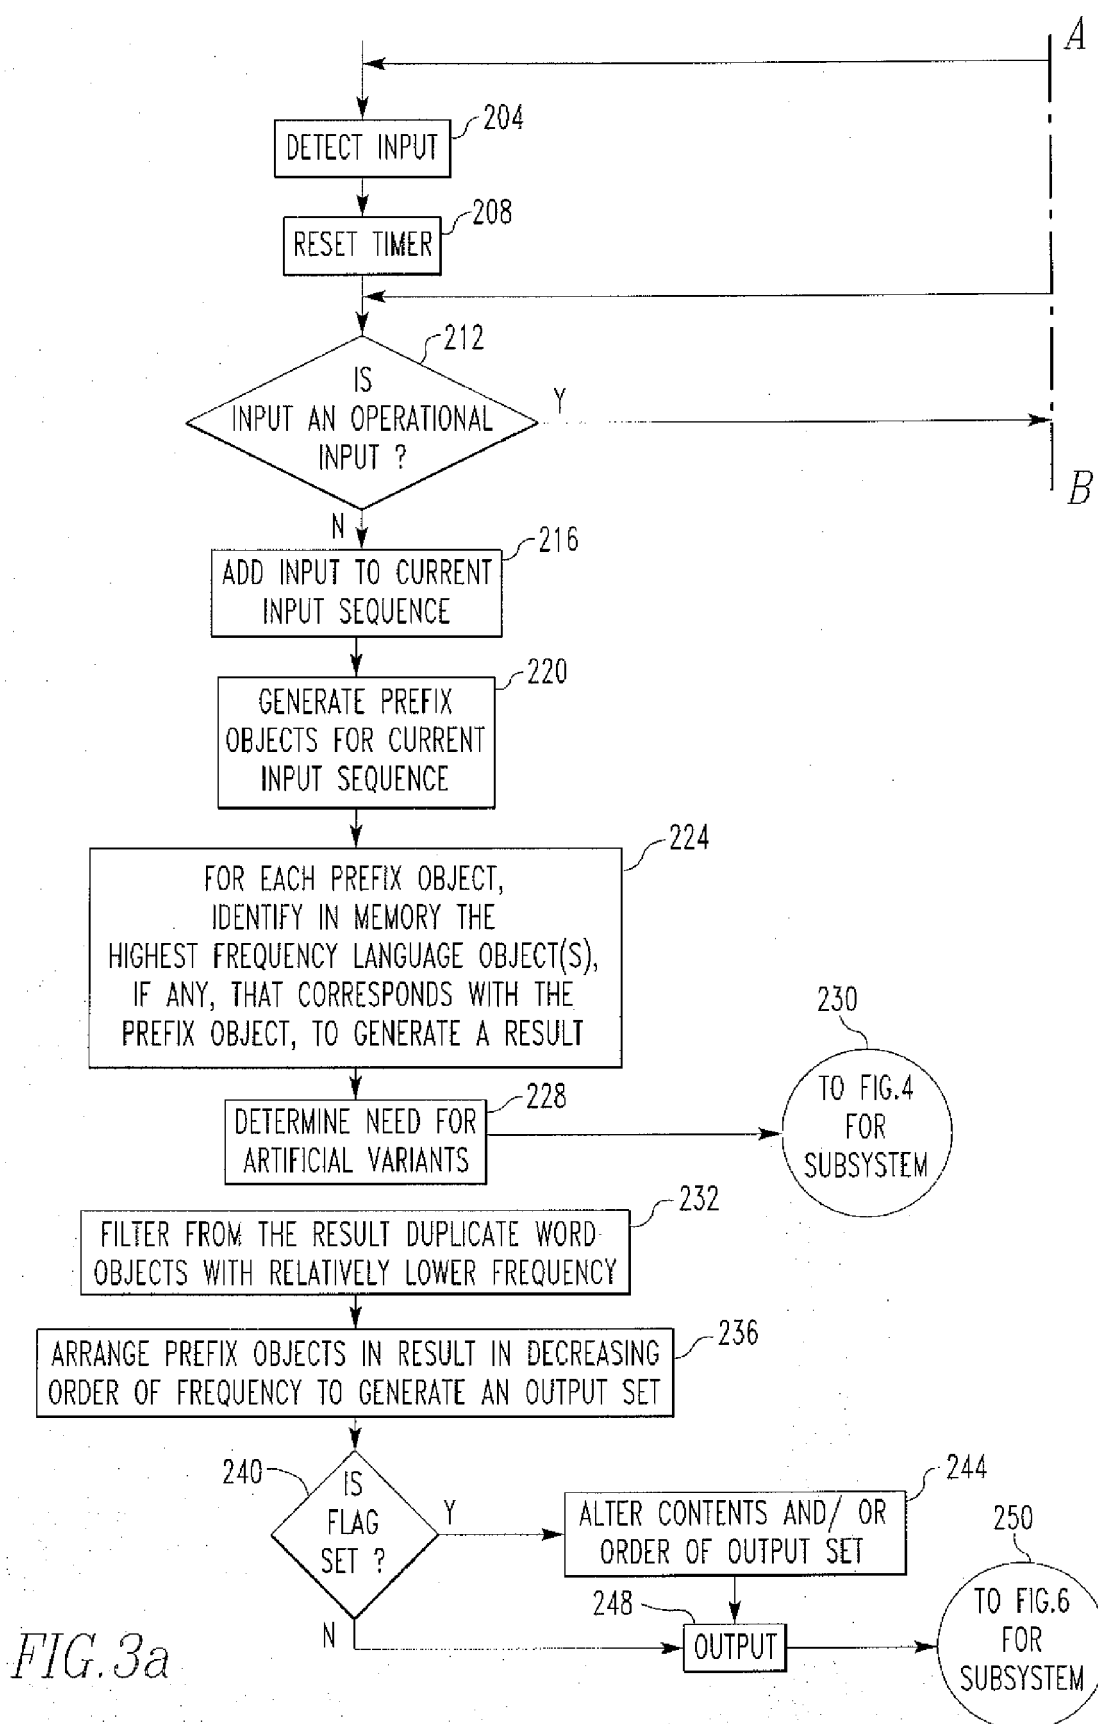 A
204
DETECT INPUT
208
RESET TIMER
212
IS
INPUT AN OPERATIONAL
INPUT ?
Y
B
N
216
ADD INPUT TO CURRENT
INPUT SEQUENCE
220
GENERATE PREFIX
OBJECTS FOR CURRENT
INPUT SEQUENCE
224
FOR EACH PREFIX OBJECT,
IDENTIFY IN MEMORY THE
HIGHEST FREQUENCY LANGUAGE OBJECT(S),
IF ANY, THAT CORRESPONDS WITH THE
PREFIX OBJECT, TO GENERATE A RESULT
230
TO FIG.4
FOR
SUBSYSTEM
228
DETERMINE NEED FOR
ARTIFICIAL VARIANTS
232
FILTER FROM THE RESULT DUPLICATE WORD
OBJECTS WITH RELATIVELY LOWER FREQUENCY
236
ARRANGE PREFIX OBJECTS IN RESULT IN DECREASING
ORDER OF FREQUENCY TO GENERATE AN OUTPUT SET
240
IS
FLAG
SET ?
Y
244
ALTER CONTENTS AND/ OR
ORDER OF OUTPUT SET
250
TO FIG.6
FOR
SUBSYSTEM
248
OUTPUT
N
FIG.3a